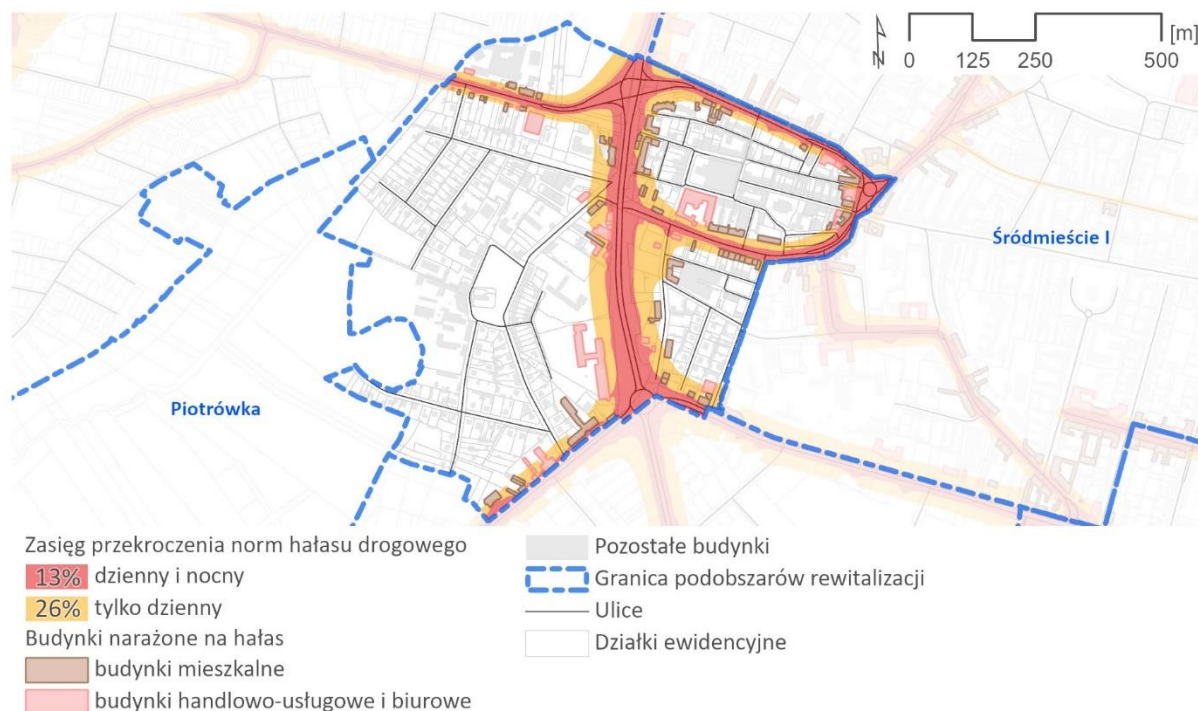 N
[m]
0 125 250 500
Śródmieście I
Piotrówka
Zasięg przekroczenia norm hałasu drogowego
13% dzienny i nocny
26% tylko dzienny
Budynki narażone na hałas
budynki mieszkalne
budynki handlowo-usługowe i biurowe
Pozostałe budynki
Granica podobszarów rewitalizacji
Ulice
Działki ewidencyjne